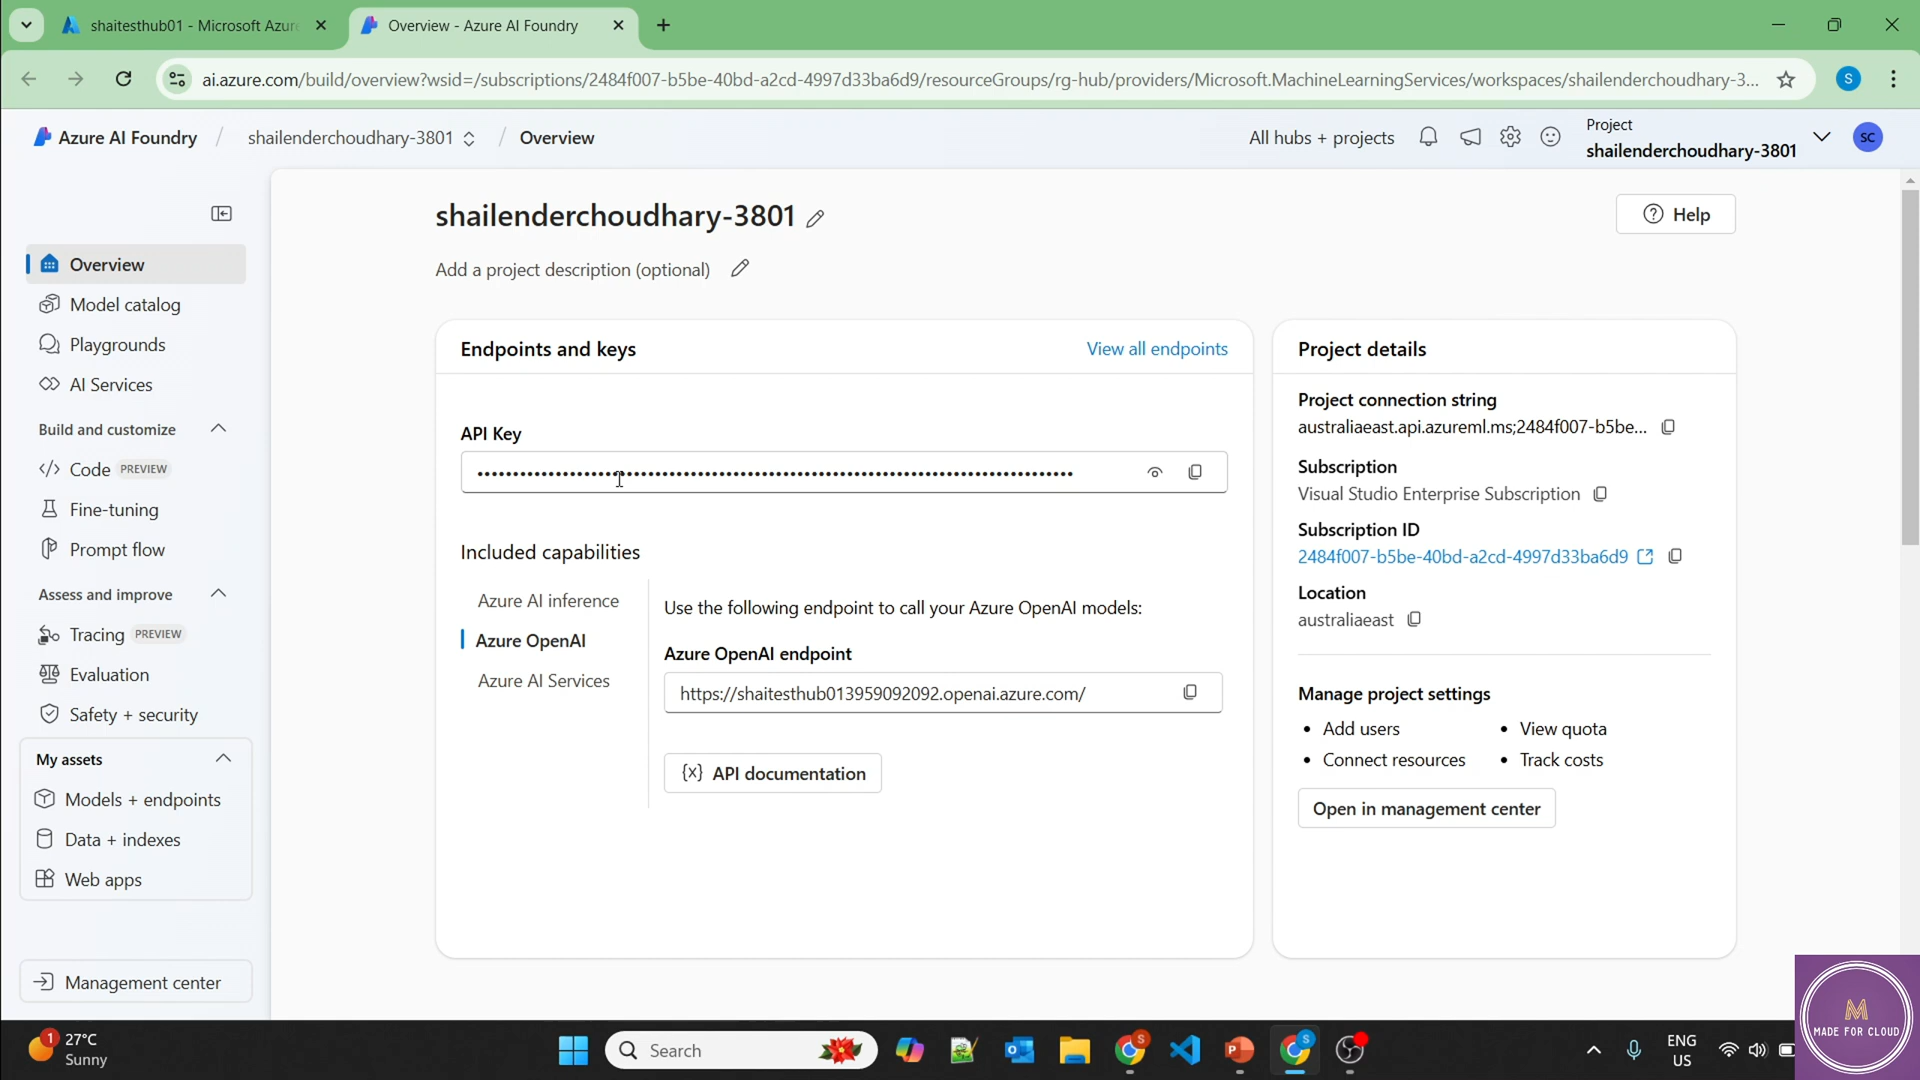 shaitesthub01 - Microsoft Azur
Overview - Azure AI Foundry
ai.azure.com/build/overview?wsid=/subscriptions/2484f007-b5be-40bd-a2cd-4997d33ba6d9/resourceGroups/rg-hub/providers/Microsoft.MachineLearningServices/workspaces/shailenderchoudhary-3...
S
Azure AI Foundry / shailenderchoudhary-3801 / Overview
All hubs + projects
Project
shailenderchoudhary-3801
SC
Overview
Model catalog
Playgrounds
AI Services
Build and customize
Code PREVIEW
Fine-tuning
Prompt flow
Assess and improve
Tracing PREVIEW
Evaluation
Safety + security
My assets
Models + endpoints
Data + indexes
Web apps
Management center
shailenderchoudhary-3801
Add a project description (optional)
Help
Endpoints and keys
View all endpoints
API Key
Included capabilities
Azure AI inference
Azure OpenAI
Azure AI Services
Use the following endpoint to call your Azure OpenAI models:
Azure OpenAI endpoint
https://shaitesthub013959092092.openai.azure.com/
{x} API documentation
Project details
Project connection string
australiaeast.api.azureml.ms;2484f007-b5be...
Subscription
Visual Studio Enterprise Subscription
Subscription ID
2484f007-b5be-40bd-a2cd-4997d33ba6d9
Location
australiaeast
Manage project settings
• Add users
• View quota
• Connect resources
• Track costs
Open in management center
1
27°C
Sunny
Search
ENG
US
M
MADE FOR CLOUD